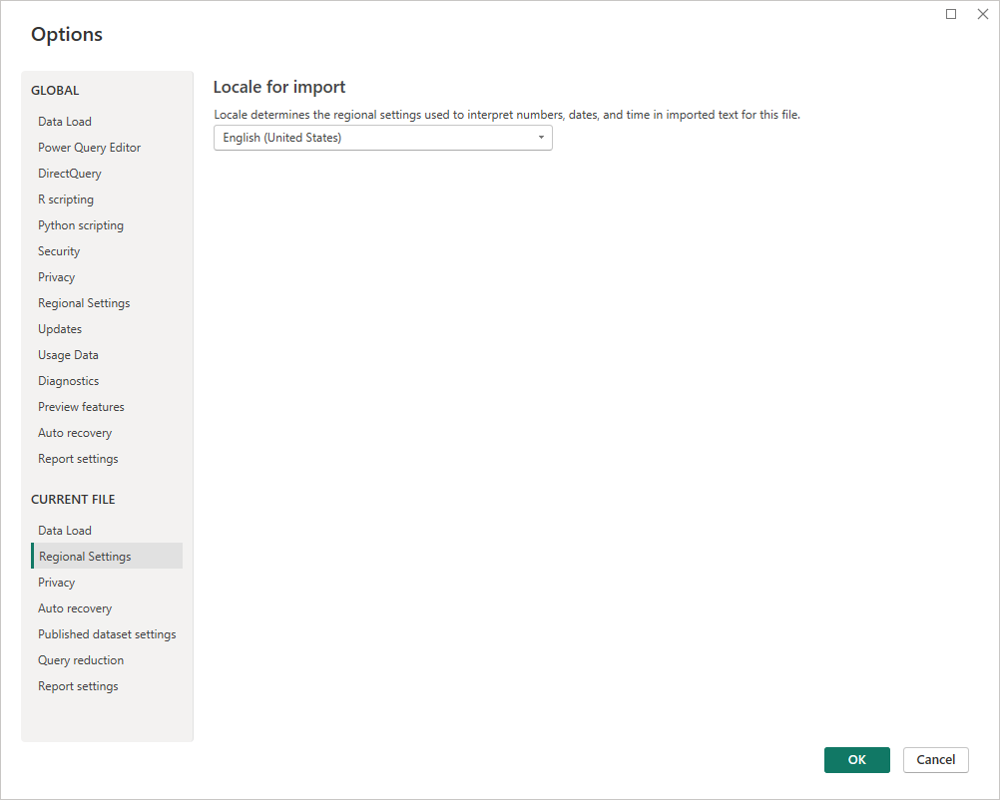 Options
GLOBAL
Data Load
Power Query Editor
DirectQuery
R scripting
Python scripting
Security
Privacy
Regional Settings
Updates
Usage Data
Diagnostics
Preview features
Auto recovery
Report settings
CURRENT FILE
Data Load
Regional Settings
Privacy
Auto recovery
Published dataset settings
Query reduction
Report settings
Locale for import
Locale determines the regional settings used to interpret numbers, dates, and time in imported text for this file.
English (United States)
OK
Cancel